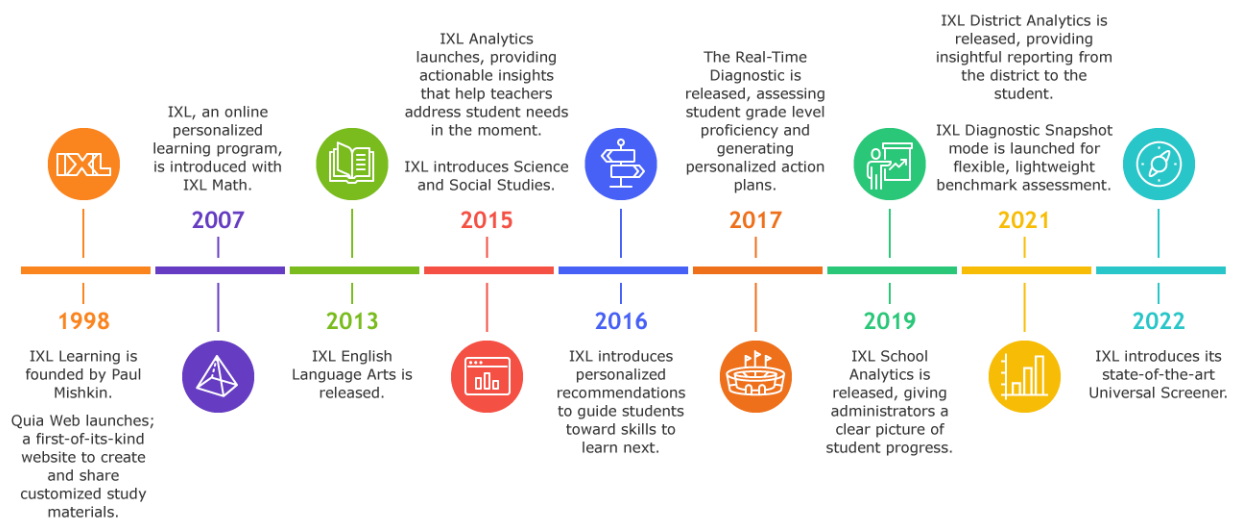 IXL
1998
IXL Learning is
founded by Paul
Mishkin.
Quia Web launches;
a first-of-its-kind
website to create
and share
customized study
materials.
IXL, an online
personalized
learning program,
is introduced with
IXL Math.
2007
2013
IXL English
Language Arts is
released.
IXL Analytics
launches, providing
actionable insights
that help teachers
address student needs
in the moment.
IXL introduces Science
and Social Studies.
2015
2016
IXL introduces
personalized
recommendations
to guide students
toward skills to
learn next.
The Real-Time
Diagnostic is
released, assessing
student grade level
proficiency and
generating
personalized action
plans.
2017
2019
IXL School
Analytics is
released, giving
administrators a
clear picture of
student progress.
IXL District Analytics is
released, providing
insightful reporting from
the district to the
student.
IXL Diagnostic Snapshot
mode is launched for
flexible, lightweight
benchmark assessment.
2021
2022
IXL introduces its
state-of-the-art
Universal Screener.